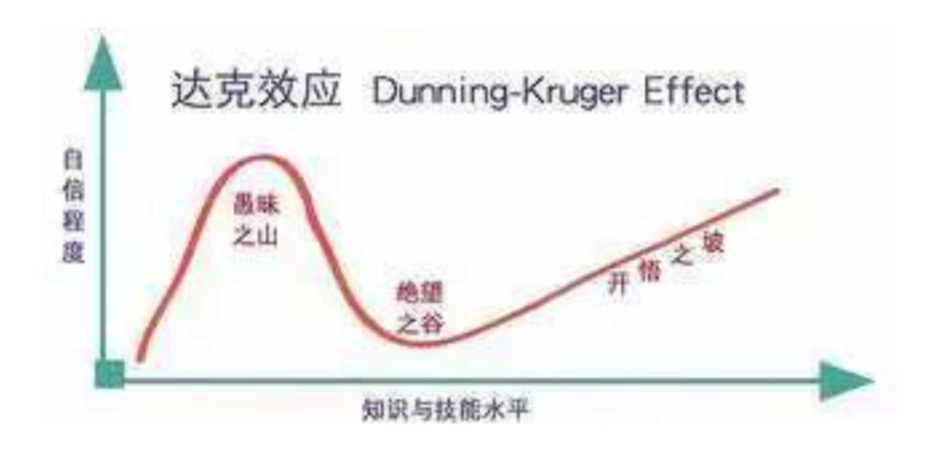 达克效应 Dunning-Kruger Effect
自信程度
愚昧
之山
绝望
之谷
开悟之坡
知识与技能水平